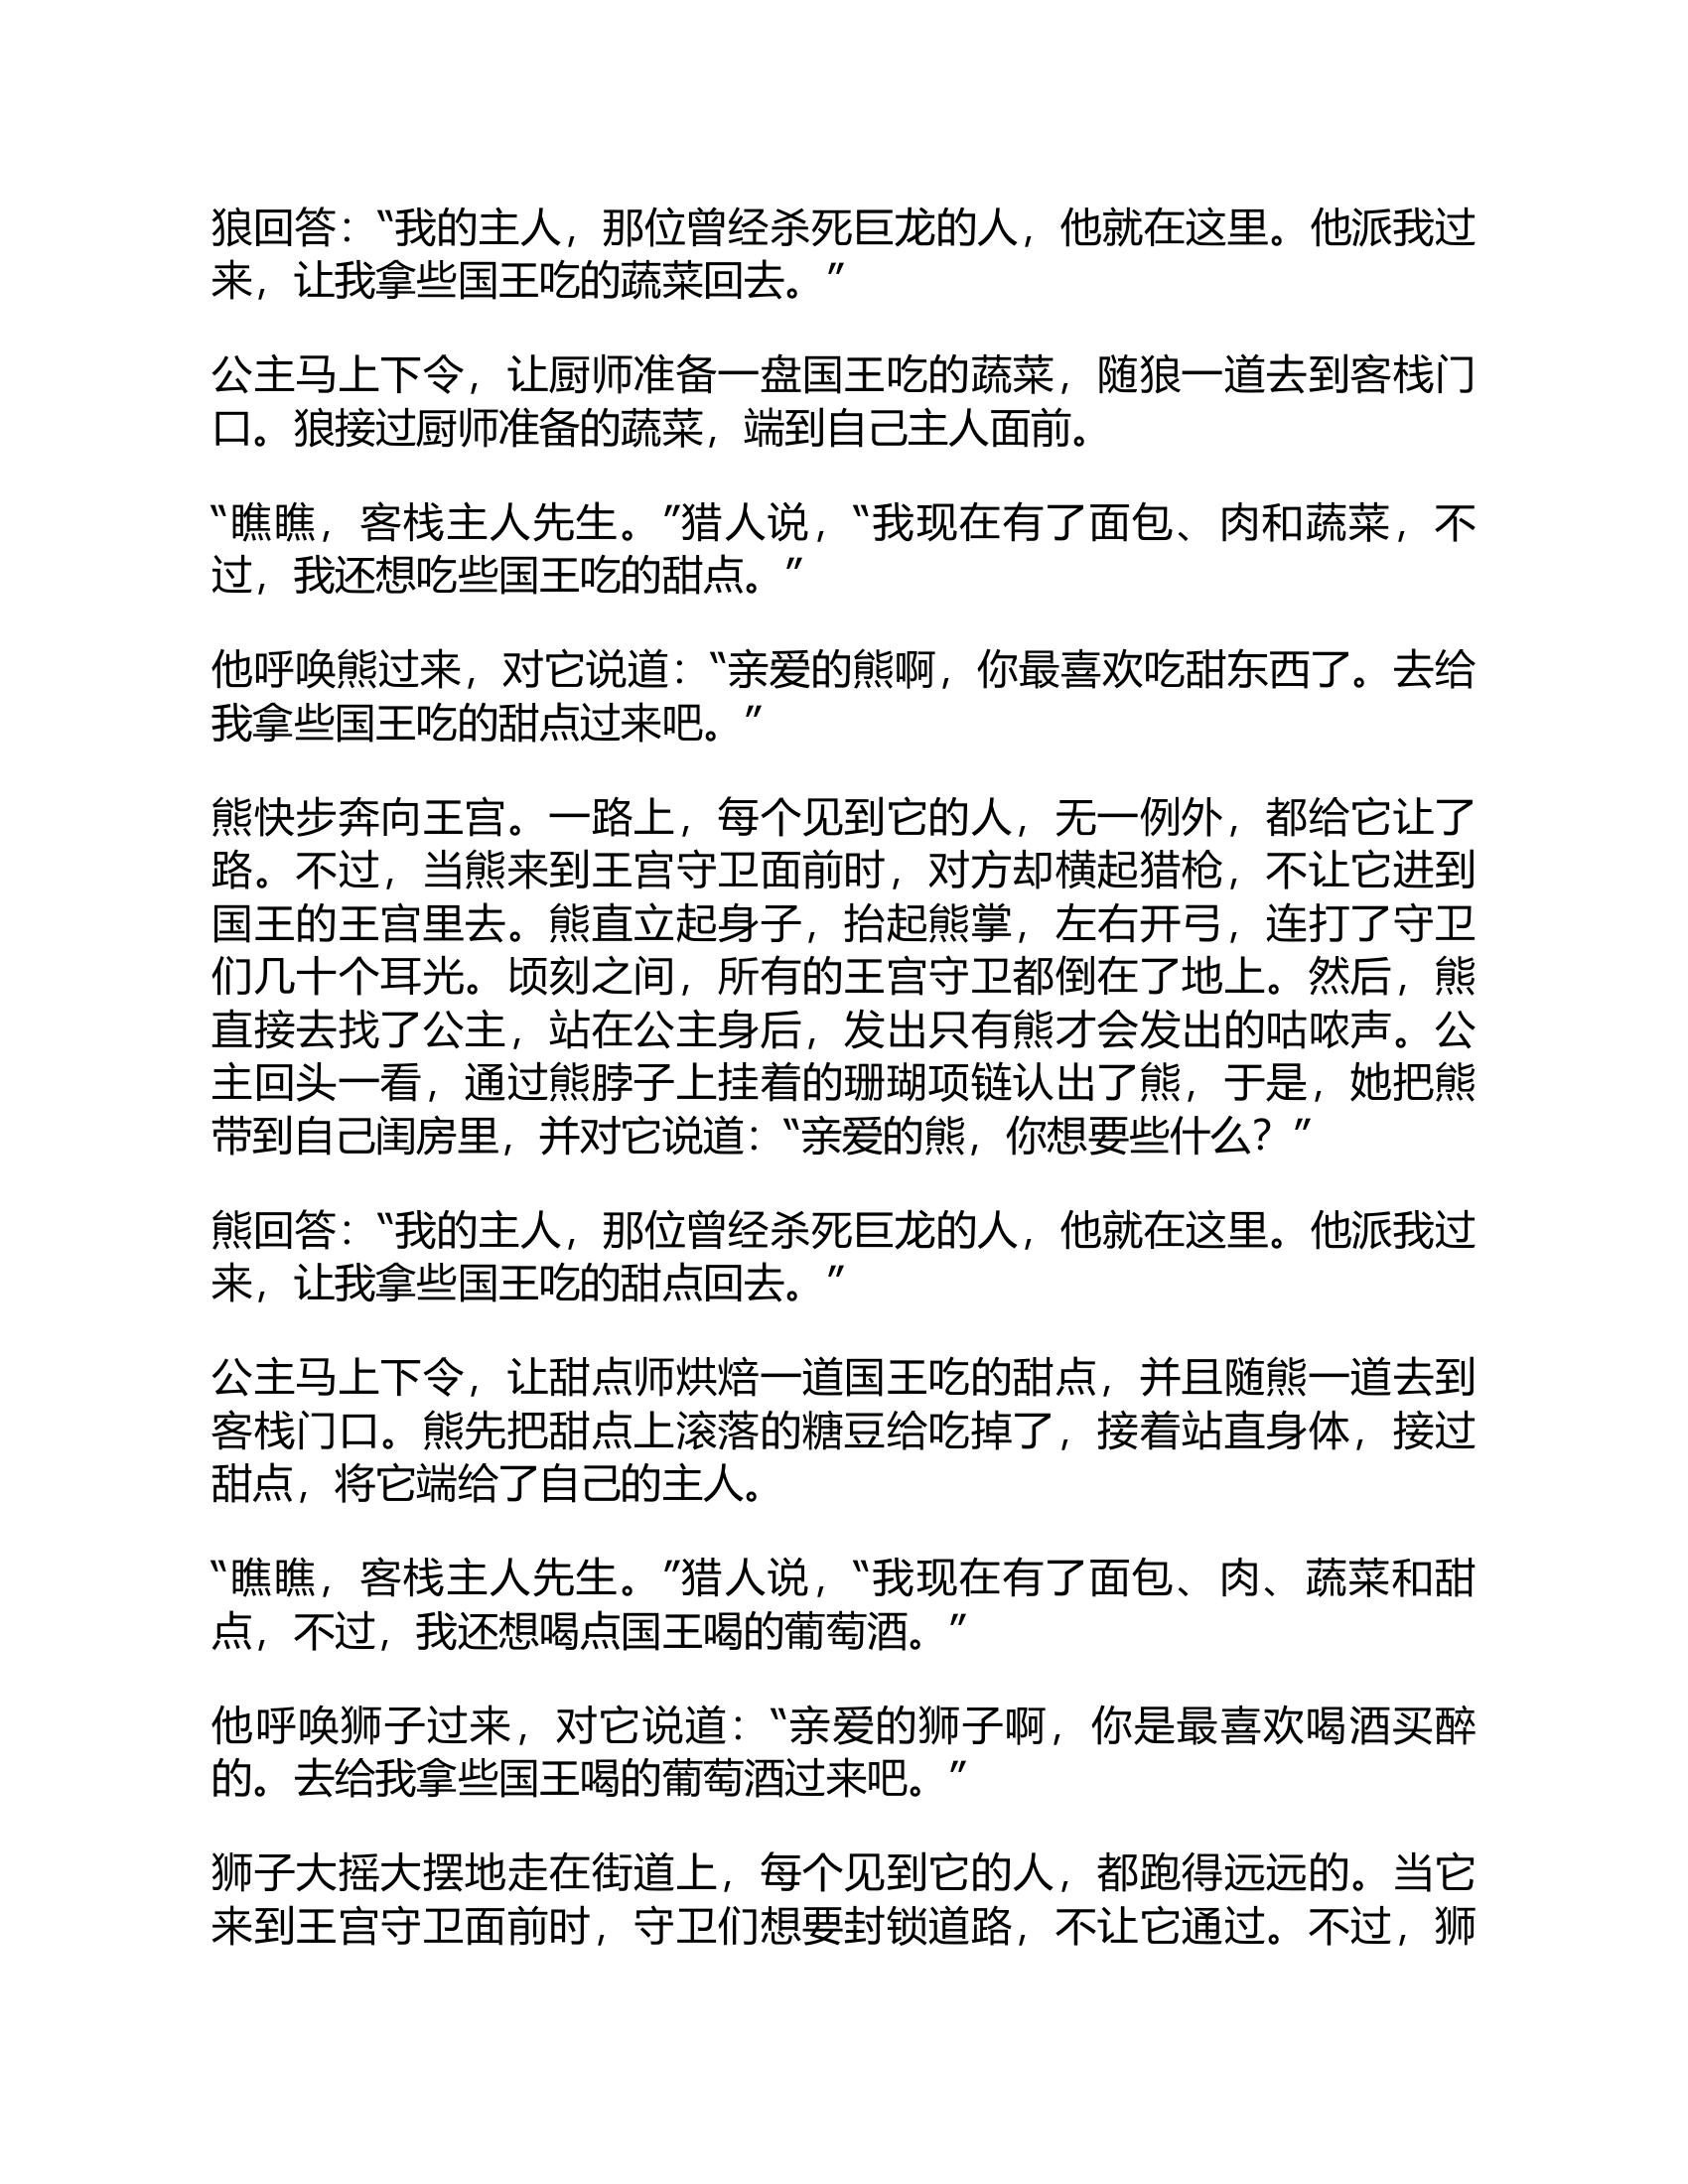 狼回答：“我的主人，那位曾经杀死巨龙的人，他就在这里。他派我过
来，让我拿些国王吃的蔬菜回去。”
公主马上下令，让厨师准备一盘国王吃的蔬菜，随狼一道去到客栈门
口。狼接过厨师准备的蔬菜，端到自己主人面前。
“瞧瞧，客栈主人先生。”猎人说，“我现在有了面包、肉和蔬菜，不
过，我还想吃些国王吃的甜点。”
他呼唤熊过来，对它说道：“亲爱的熊啊，你最喜欢吃甜东西了。去给
我拿些国王吃的甜点过来吧。”
熊快步奔向王宫。一路上，每个见到它的人，无一例外，都给它让了
路。不过，当熊来到王宫守卫面前时，对方却横起猎枪，不让它进到
国王的王宫里去。熊直立起身子，抬起熊掌，左右开弓，连打了守卫
们几十个耳光。顷刻之间，所有的王宫守卫都倒在了地上。然后，熊
直接去找了公主，站在公主身后，发出只有熊才会发出的咕哝声。公
主回头一看，通过熊脖子上挂着的珊瑚项链认出了熊，于是，她把熊
带到自己闺房里，并对它说道：“亲爱的熊，你想要些什么？”
熊回答：“我的主人，那位曾经杀死巨龙的人，他就在这里。他派我过
来，让我拿些国王吃的甜点回去。”
公主马上下令，让甜点师烘焙一道国王吃的甜点，并且随熊一道去到
客栈门口。熊先把甜点上滚落的糖豆给吃掉了，接着站直身体，接过
甜点，将它端给了自己的主人。
“瞧瞧，客栈主人先生。”猎人说，“我现在有了面包、肉、蔬菜和甜
点，不过，我还想喝点国王喝的葡萄酒。”
他呼唤狮子过来，对它说道：“亲爱的狮子啊，你是最喜欢喝酒买醉
的。去给我拿些国王喝的葡萄酒过来吧。”
狮子大摇大摆地走在街道上，每个见到它的人，都跑得远远的。当它
来到王宫守卫面前时，守卫们想要封锁道路，不让它通过。不过，狮